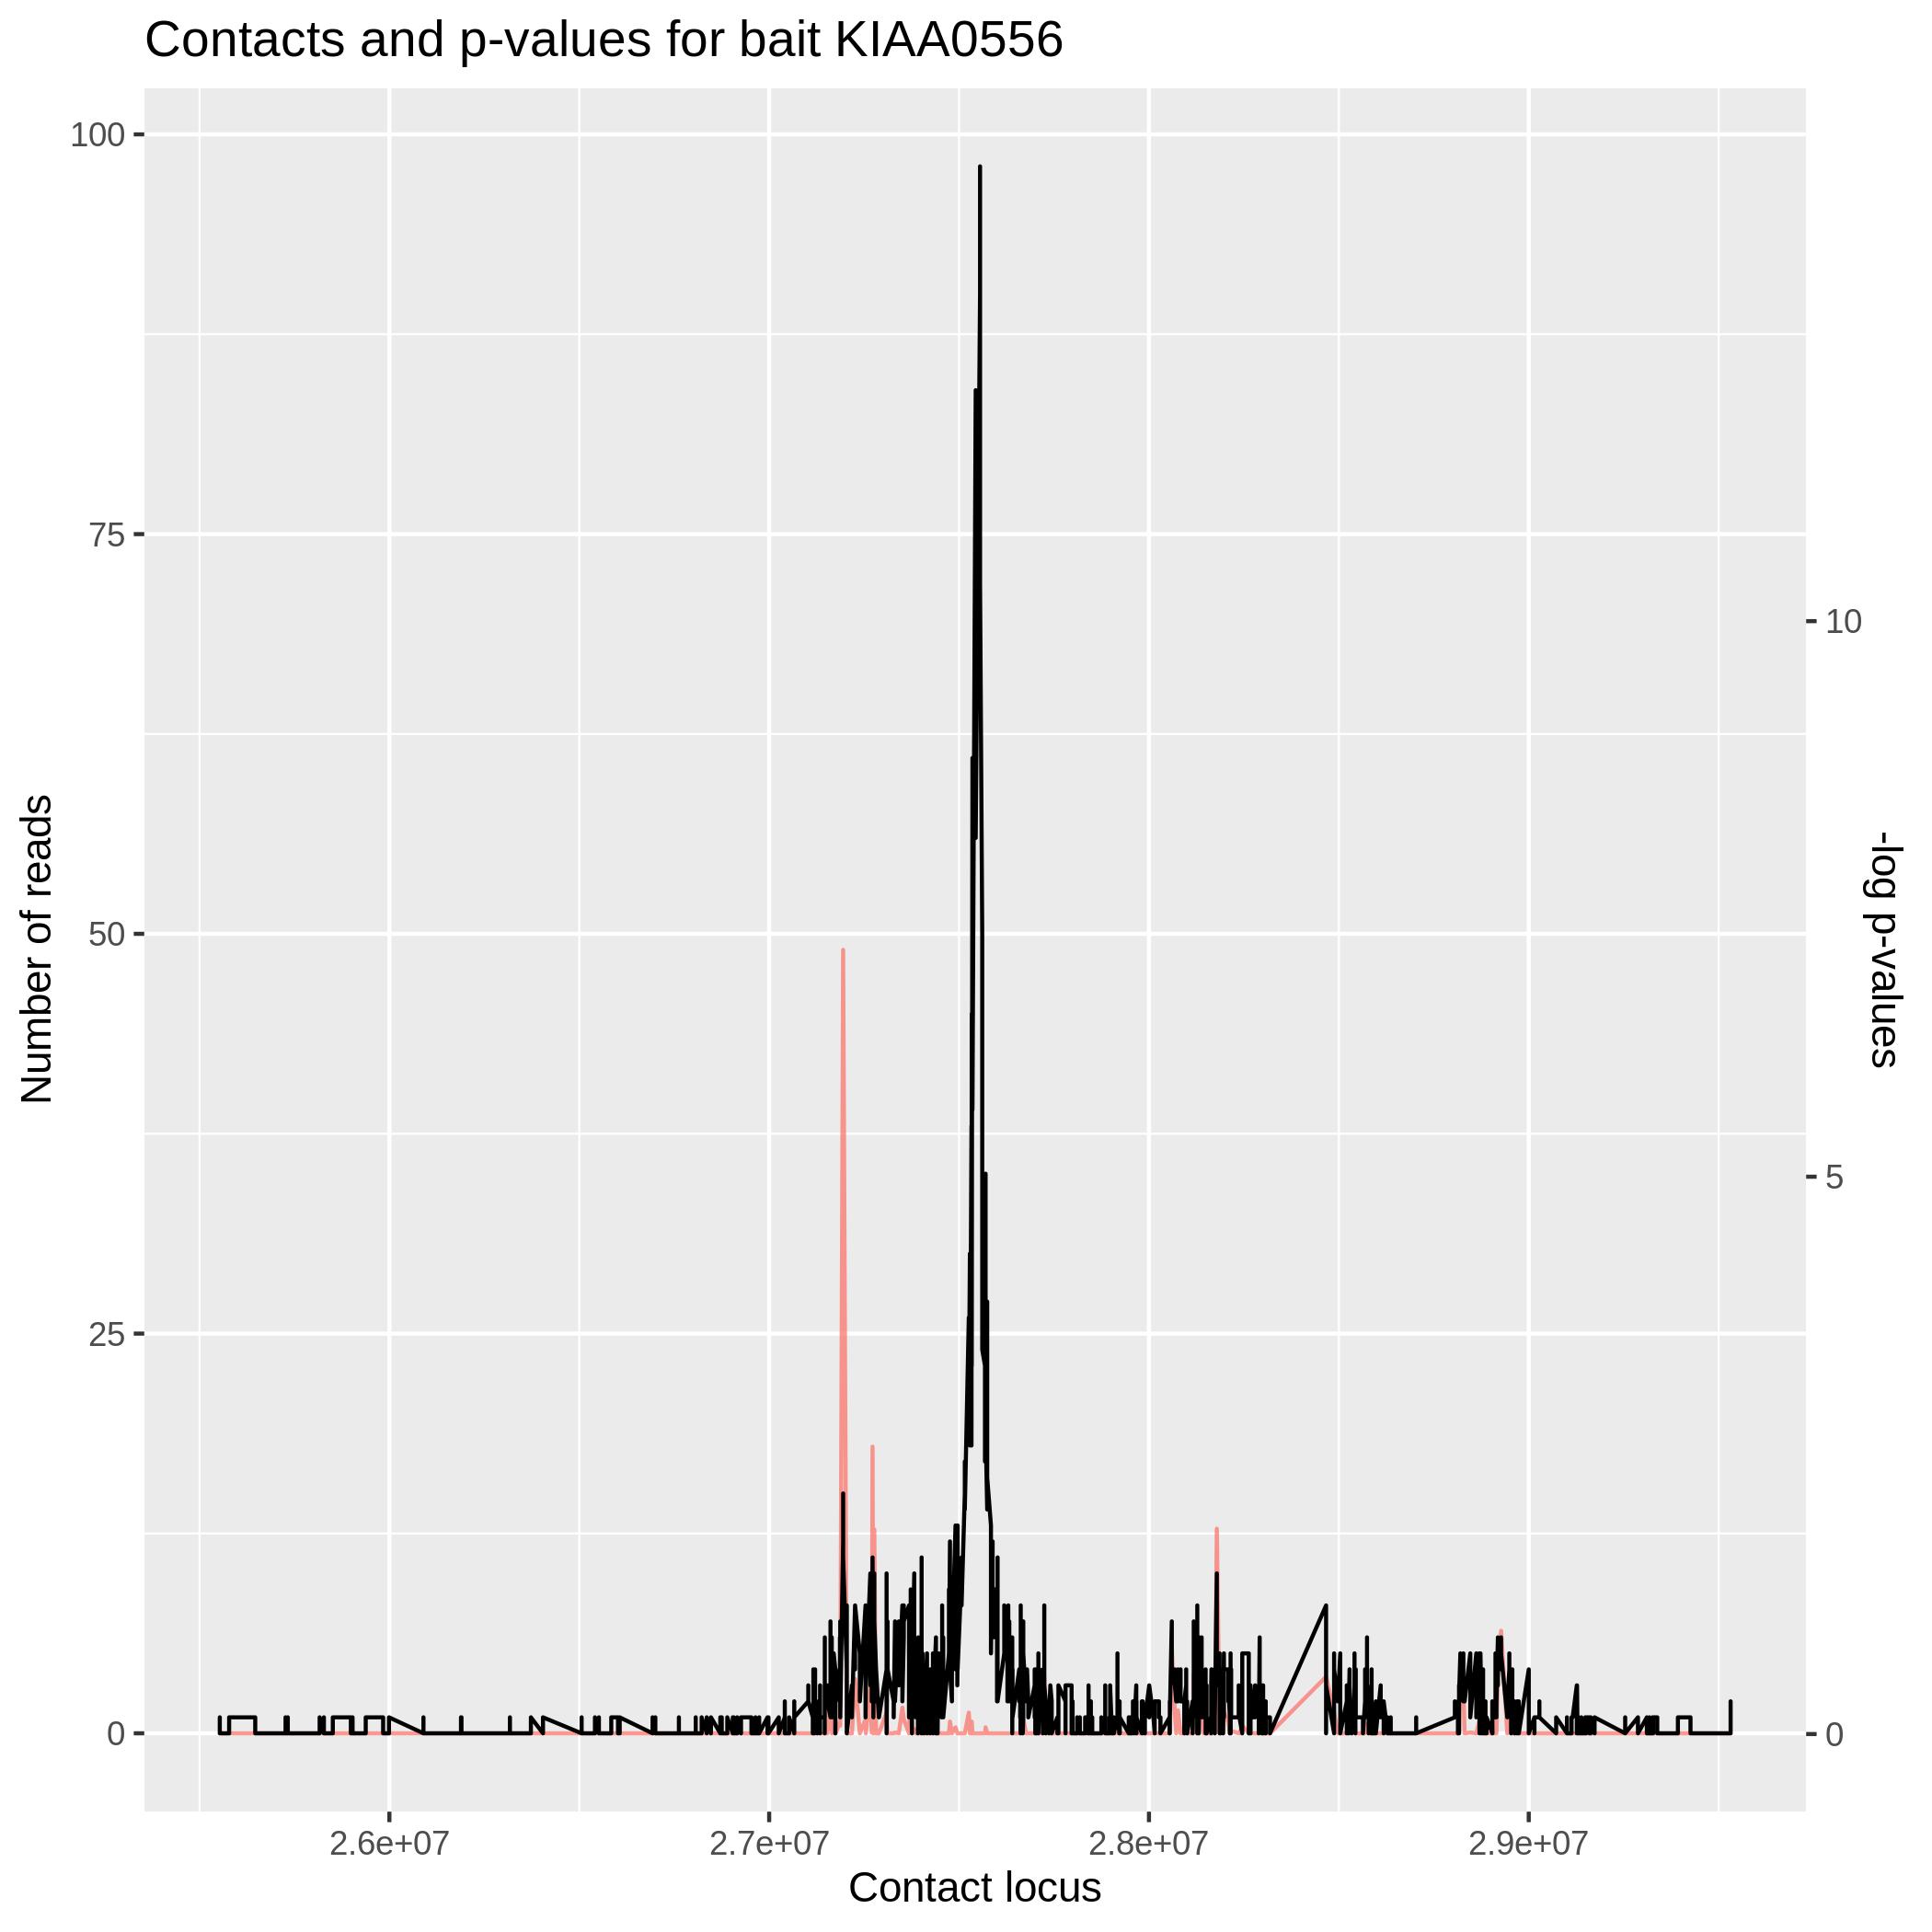 Contacts and p-values for bait KIAA0556
100
75
50
25
0
Number of reads
10
5
0
-log p-values
2.6e+07
2.7e+07
2.8e+07
2.9e+07
Contact locus